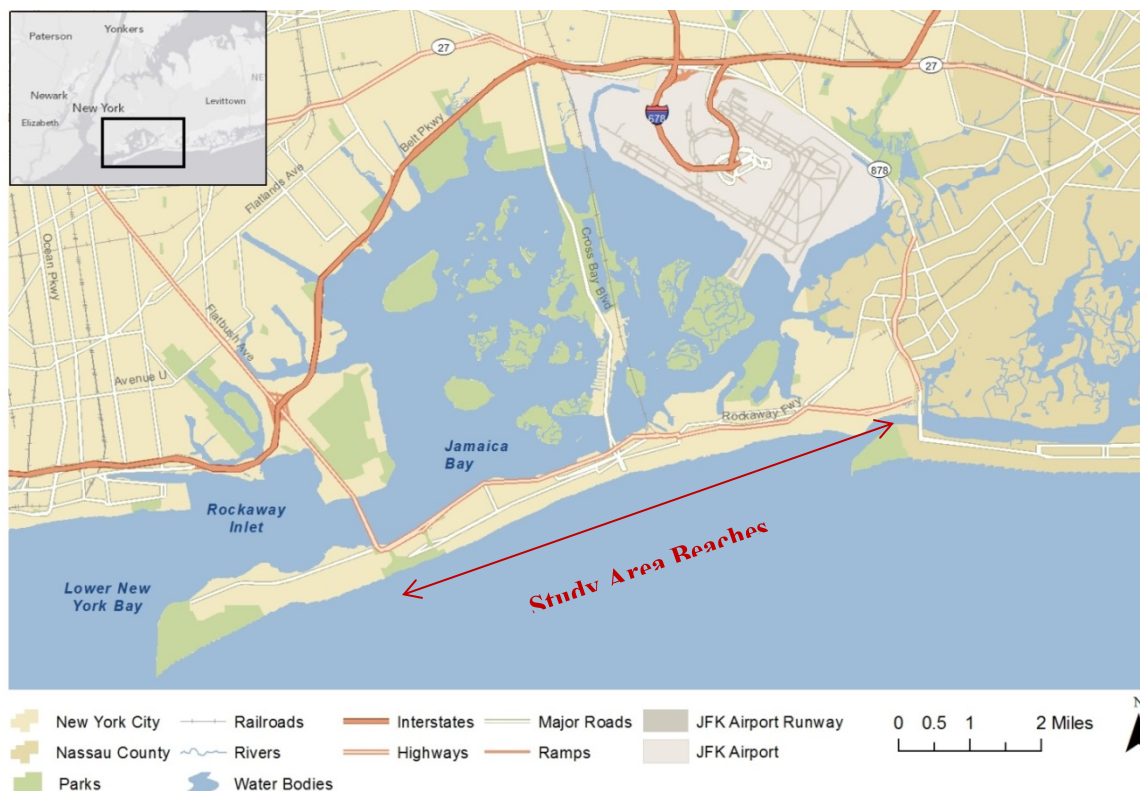 Paterson
Yonkers
Newark
New York
Levittown
Elizabeth
NE
27
27
678
878
Belt Pkwy
Flatlands Ave
Ocean Pkwy
Flatbush Ave
Avenue U
Cross Bay Blvd
Rockaway Fwy
Jamaica
Bay
Rockaway
Inlet
Lower New
York Bay
Study Area Beaches
New York City
Railroads
Interstates
Major Roads
JFK Airport Runway
Nassau County
Rivers
Highways
Ramps
JFK Airport
Parks
Water Bodies
0 0.5 1 2 Miles
N